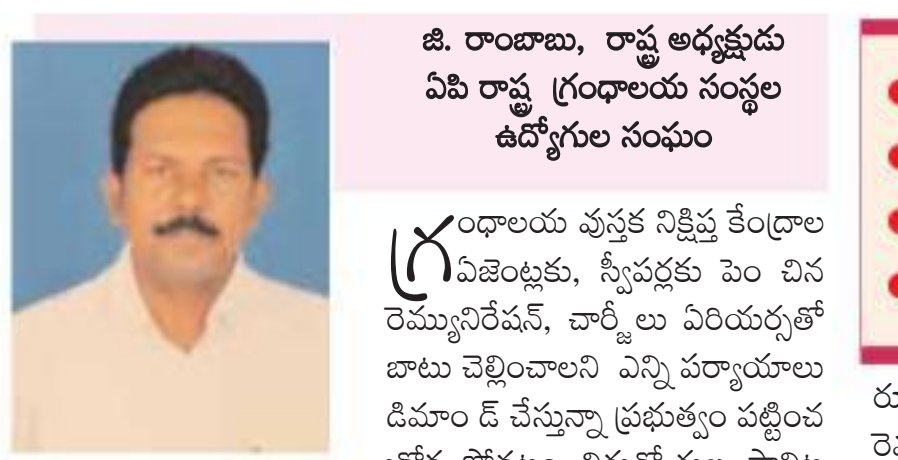 జి. రాంబాబు, రాష్ట్ర అధ్యక్షుడు
ఏపి రాష్ట్ర గ్రంధాలయ సంస్థల
ఉద్యోగుల సంఘం
గ్రంధాలయ వుస్తక నిక్షిప్త కేంద్రాల
ఏజెంట్లకు, స్వీపర్లకు పెం చిన
రెమ్యునిరేషన్, చార్జీలు ఏరియర్సతో
బాటు చెల్లించాలని ఎన్ని పర్యాయాలు
డిమాం డ్ చేస్తున్నా ప్రభుత్వం పట్టించ